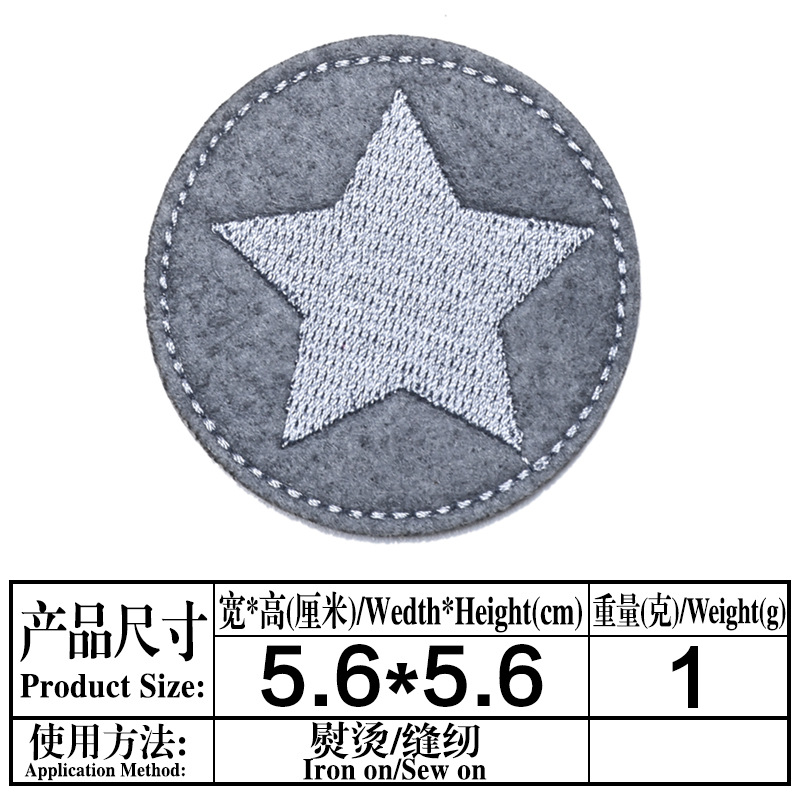 产品尺寸
Product Size:
宽*高(厘米)/Wedth*Height(cm)
5.6*5.6
重量(克)/Weight(g)
1
使用方法:
Application Method:
熨烫/缝纫
Iron on/Sew on